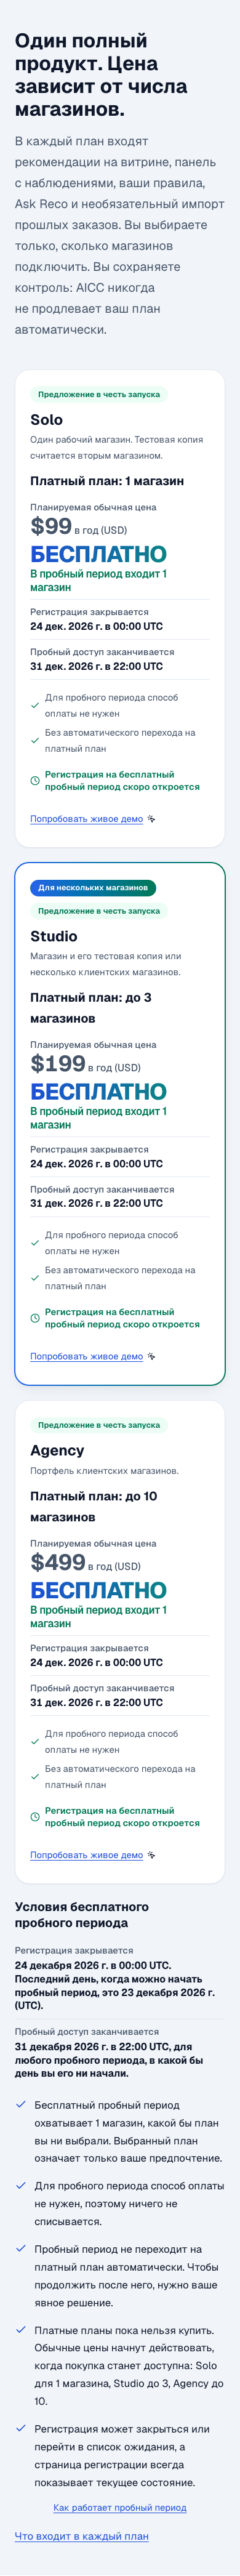 Один полный
продукт. Цена
зависит от числа
магазинов.
В каждый план входят
рекомендации на витрине, панель
с наблюдениями, ваши правила,
Ask Reco и необязательный импорт
прошлых заказов. Вы выбираете
только, сколько магазинов
подключить. Вы сохраняете
контроль: AICC никогда
не продлевает ваш план
автоматически.
Предложение в честь запуска
Solo
Один рабочий магазин. Тестовая копия
считается вторым магазином.
Платный план: 1 магазин
Планируемая обычная цена
$99 в год (USD)
БЕСПЛАТНО
В пробный период входит 1
магазин
Регистрация закрывается
24 дек. 2026 г. в 00:00 UTC
Пробный доступ заканчивается
31 дек. 2026 г. в 22:00 UTC
Для пробного периода способ
оплаты не нужен
Без автоматического перехода на
платный план
Регистрация на бесплатный
пробный период скоро откроется
Попробовать живое демо
Для нескольких магазинов
Предложение в честь запуска
Studio
Магазин и его тестовая копия или
несколько клиентских магазинов.
Платный план: до 3
магазинов
Планируемая обычная цена
$199 в год (USD)
БЕСПЛАТНО
В пробный период входит 1
магазин
Регистрация закрывается
24 дек. 2026 г. в 00:00 UTC
Пробный доступ заканчивается
31 дек. 2026 г. в 22:00 UTC
Для пробного периода способ
оплаты не нужен
Без автоматического перехода на
платный план
Регистрация на бесплатный
пробный период скоро откроется
Попробовать живое демо
Предложение в честь запуска
Agency
Портфель клиентских магазинов.
Платный план: до 10
магазинов
Планируемая обычная цена
$499 в год (USD)
БЕСПЛАТНО
В пробный период входит 1
магазин
Регистрация закрывается
24 дек. 2026 г. в 00:00 UTC
Пробный доступ заканчивается
31 дек. 2026 г. в 22:00 UTC
Для пробного периода способ
оплаты не нужен
Без автоматического перехода на
платный план
Регистрация на бесплатный
пробный период скоро откроется
Попробовать живое демо
Условия бесплатного
пробного периода
Регистрация закрывается
24 декабря 2026 г. в 00:00 UTC.
Последний день, когда можно начать
пробный период, это 23 декабря 2026 г.
(UTC).
Пробный доступ заканчивается
31 декабря 2026 г. в 22:00 UTC, для
любого пробного периода, в какой бы
день вы его ни начали.
Бесплатный пробный период
охватывает 1 магазин, какой бы план
вы ни выбрали. Выбранный план
означает только ваше предпочтение.
Для пробного периода способ оплаты
не нужен, поэтому ничего не
списывается.
Пробный период не переходит на
платный план автоматически. Чтобы
продолжить после него, нужно ваше
явное решение.
Платные планы пока нельзя купить.
Обычные цены начнут действовать,
когда покупка станет доступна: Solo
для 1 магазина, Studio до 3, Agency до
10.
Регистрация может закрыться или
перейти в список ожидания, а
страница регистрации всегда
показывает текущее состояние.
Как работает пробный период
Что входит в каждый план